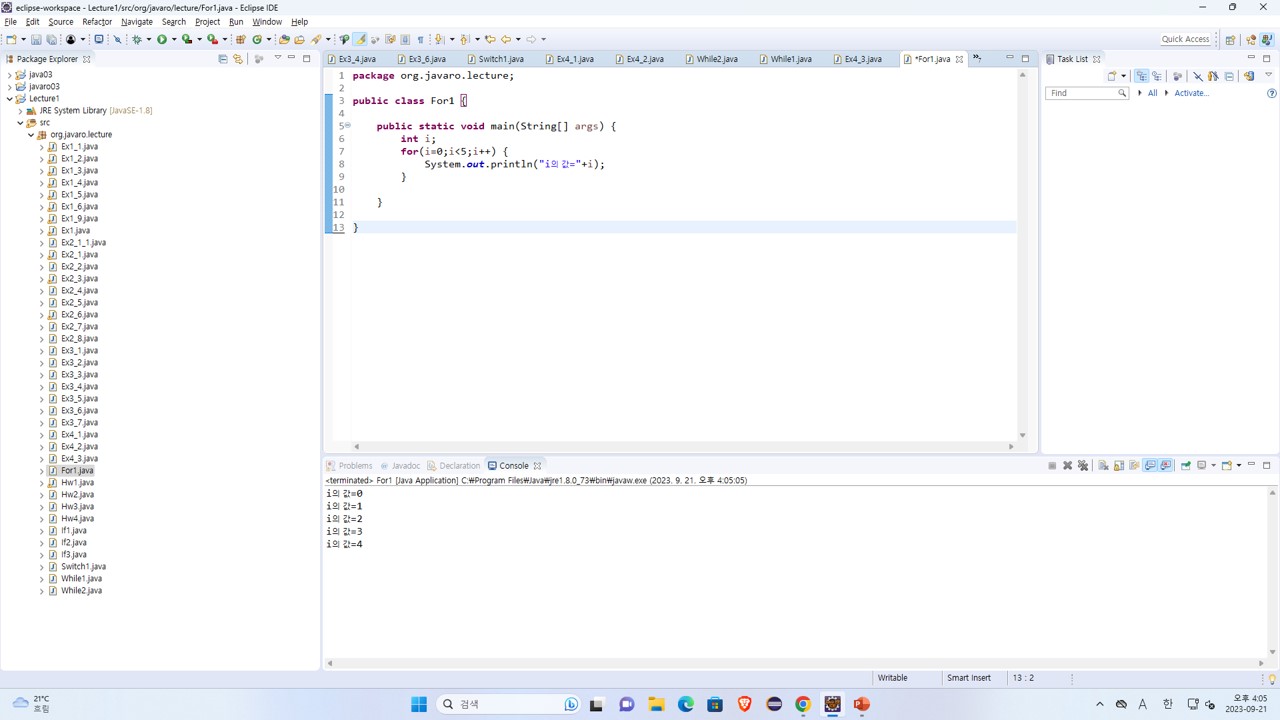 eclipse-workspace - Lecture1/src/org/javaro/lecture/For1.java - Eclipse IDE
File Edit Source Refactor Navigate Search Project Run Window Help
Quick Access
Package Explorer
java03
javaro03
Lecture1
JRE System Library [JavaSE-1.8]
src
org.javaro.lecture
Ex1_1.java
Ex1_2.java
Ex1_3.java
Ex1_4.java
Ex1_5.java
Ex1_6.java
Ex1_9.java
Ex1.java
Ex2_1_1.java
Ex2_1.java
Ex2_2.java
Ex2_3.java
Ex2_4.java
Ex2_5.java
Ex2_6.java
Ex2_7.java
Ex2_8.java
Ex3_1.java
Ex3_2.java
Ex3_3.java
Ex3_4.java
Ex3_5.java
Ex3_6.java
Ex3_7.java
Ex4_1.java
Ex4_2.java
Ex4_3.java
For1.java
Hw1.java
Hw2.java
Hw3.java
Hw4.java
If1.java
If2.java
If3.java
Switch1.java
While1.java
While2.java
Ex3_4.java Ex3_6.java Switch1.java Ex4_1.java Ex4_2.java While2.java While1.java Ex4_3.java *For1.java
1 package org.javaro.lecture;
2
3 public class For1 {
4
5 public static void main(String[] args) {
6 int i;
7 for(i=0;i<5;i++) {
8 System.out.println("i의 값="+i);
9 }
10
11 }
12
13 }
Task List
Find All Activate...
Problems Javadoc Declaration Console
<terminated> For1 [Java Application] C:₩Program Files₩Java₩jre1.8.0_73₩bin₩javaw.exe (2023. 9. 21. 오후 4:05:05)
i의 값=0
i의 값=1
i의 값=2
i의 값=3
i의 값=4
Writable Smart Insert 13 : 2
21°C
흐림
검색
A 한
오후 4:05
2023-09-21